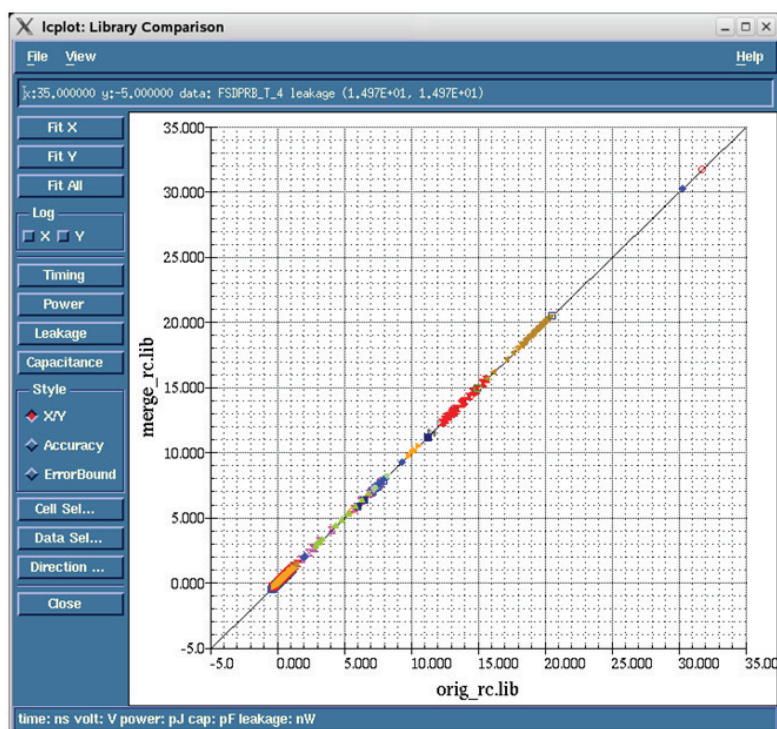 lcplot: Library Comparison
File View Help
x:35.000000 y:-5.000000 data: FSDPRB_T_4 leakage (1.497E+01, 1.497E+01)
Fit X
Fit Y
Fit All
Log
X Y
Timing
Power
Leakage
Capacitance
Style
X/Y
Accuracy
ErrorBound
Cell Sel...
Data Sel...
Direction ...
Close
35.000
30.000
25.000
20.000
15.000
10.000
5.000
0.000
-5.0
merge_rc.lib
-5.0 0.000 5.000 10.000 15.000 20.000 25.000 30.000 35.00
orig_rc.lib
time: ns volt: V power: pJ cap: pF leakage: nW